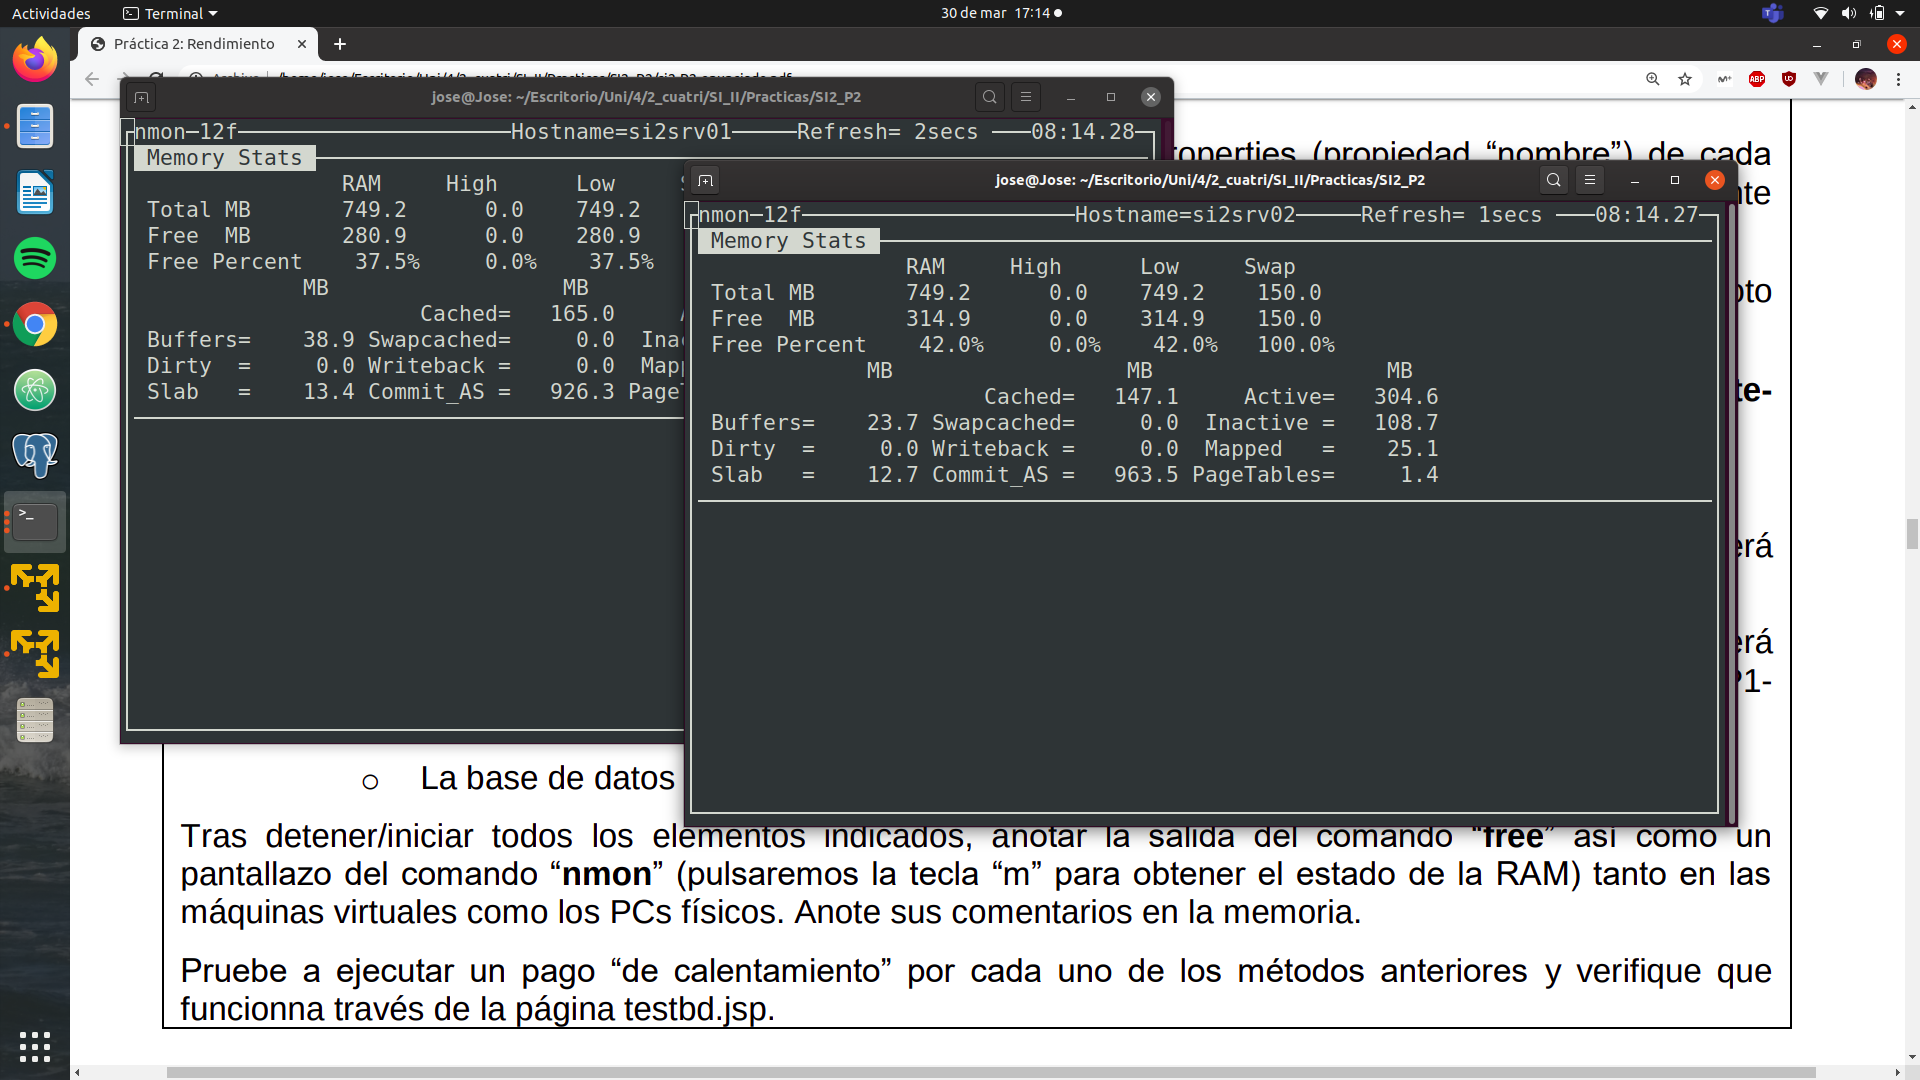 Actividades Terminal 30 de mar 17:14
Práctica 2: Rendimiento
jose@Jose: ~/Escritorio/Uni/4/2_cuatri/SI_II/Practicas/SI2_P2
nmon-12f Hostname=si2srv01 Refresh= 2secs 08:14.28
Memory Stats
RAM High Low
Total MB 749.2 0.0 749.2
Free MB 280.9 0.0 280.9
Free Percent 37.5% 0.0% 37.5%
MB MB
Cached= 165.0
Buffers= 38.9 Swapcached= 0.0 Inac
Dirty = 0.0 Writeback = 0.0 Mapp
Slab = 13.4 Commit_AS = 926.3 PageT
jose@Jose: ~/Escritorio/Uni/4/2_cuatri/SI_II/Practicas/SI2_P2
nmon-12f Hostname=si2srv02 Refresh= 1secs 08:14.27
Memory Stats
RAM High Low Swap
Total MB 749.2 0.0 749.2 150.0
Free MB 314.9 0.0 314.9 150.0
Free Percent 42.0% 0.0% 42.0% 100.0%
MB MB MB
Cached= 147.1 Active= 304.6
Buffers= 23.7 Swapcached= 0.0 Inactive = 108.7
Dirty = 0.0 Writeback = 0.0 Mapped = 25.1
Slab = 12.7 Commit_AS = 963.5 PageTables= 1.4
roperties (propiedad “nombre”) de cada
nte
oto
te-
erá
erá
P1-
o La base de datos
Tras detener/iniciar todos los elementos indicados, anotar la salida del comando “free” así como un
pantallazo del comando “nmon” (pulsaremos la tecla “m” para obtener el estado de la RAM) tanto en las
máquinas virtuales como los PCs físicos. Anote sus comentarios en la memoria.
Pruebe a ejecutar un pago “de calentamiento” por cada uno de los métodos anteriores y verifique que
funcionna través de la página testbd.jsp.